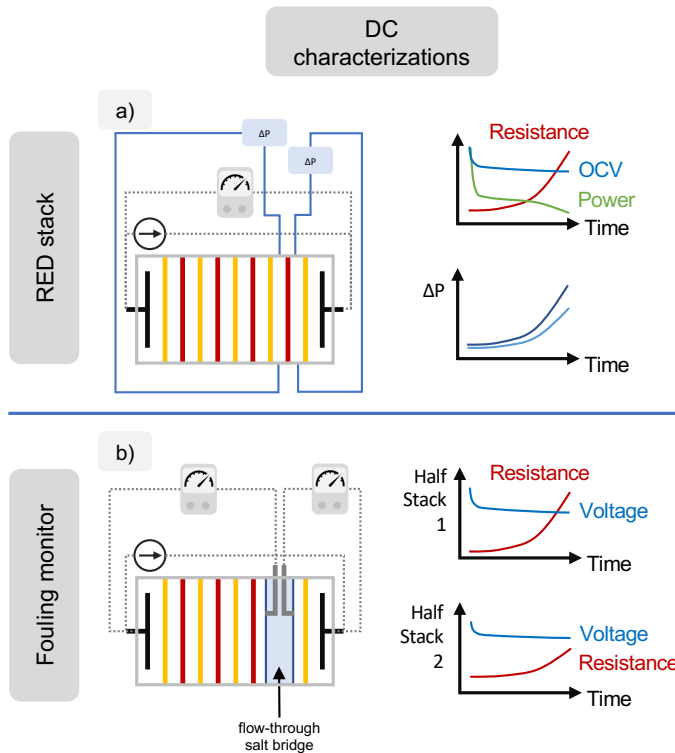 DC
characterizations
RED stack
a)
ΔP
ΔP
Resistance
OCV
Power
Time
ΔP
Time
Fouling monitor
b)
flow-through
salt bridge
Half
Stack
1
Resistance
Voltage
Time
Half
Stack
2
Voltage
Resistance
Time